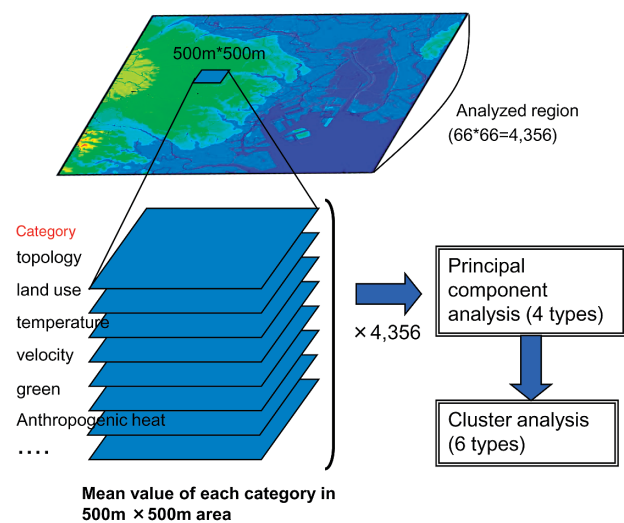 500m*500m
Analyzed region
(66*66=4,356)
Category
topology
land use
temperature
velocity
green
Anthropogenic heat
....
×4,356
Principal
component
analysis (4 types)
Cluster analysis
(6 types)
Mean value of each category in
500m ×500m area